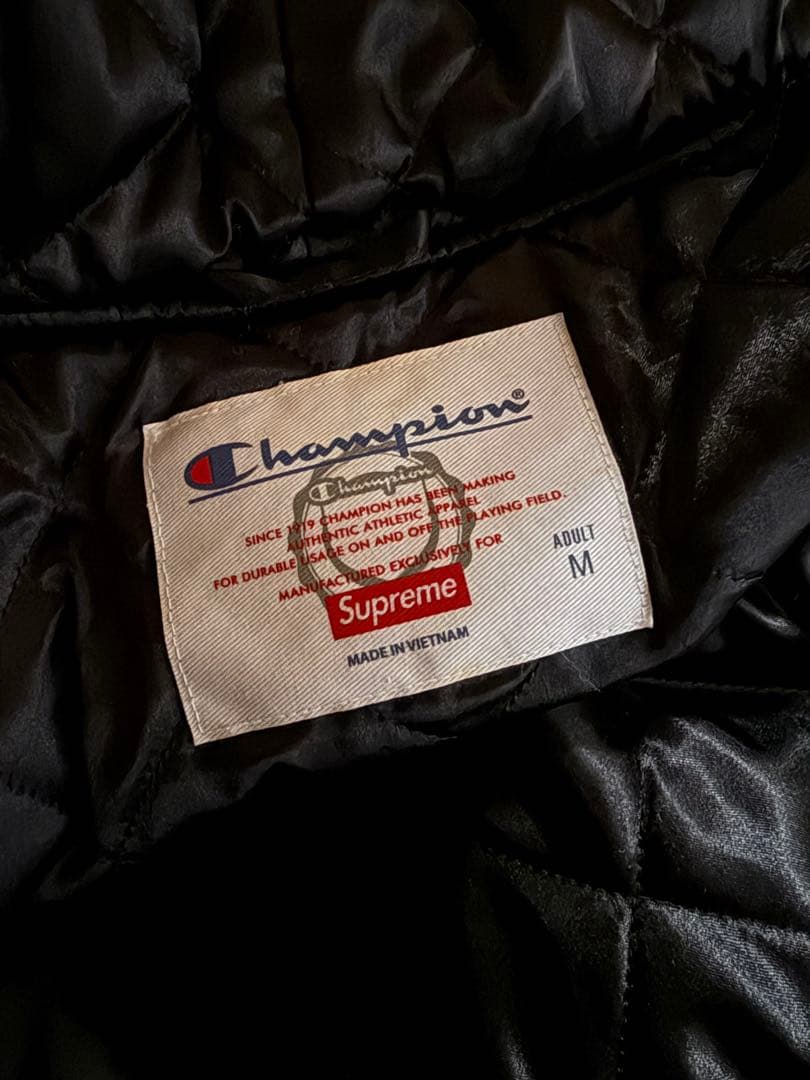 Champion®
Champion
SINCE 1919 CHAMPION HAS BEEN MAKING
AUTHENTIC ATHLETIC APPAREL
FOR DURABLE USAGE ON AND OFF THE PLAYING FIELD.
MANUFACTURED EXCLUSIVELY FOR
Supreme
MADE IN VIETNAM
ADULT
M